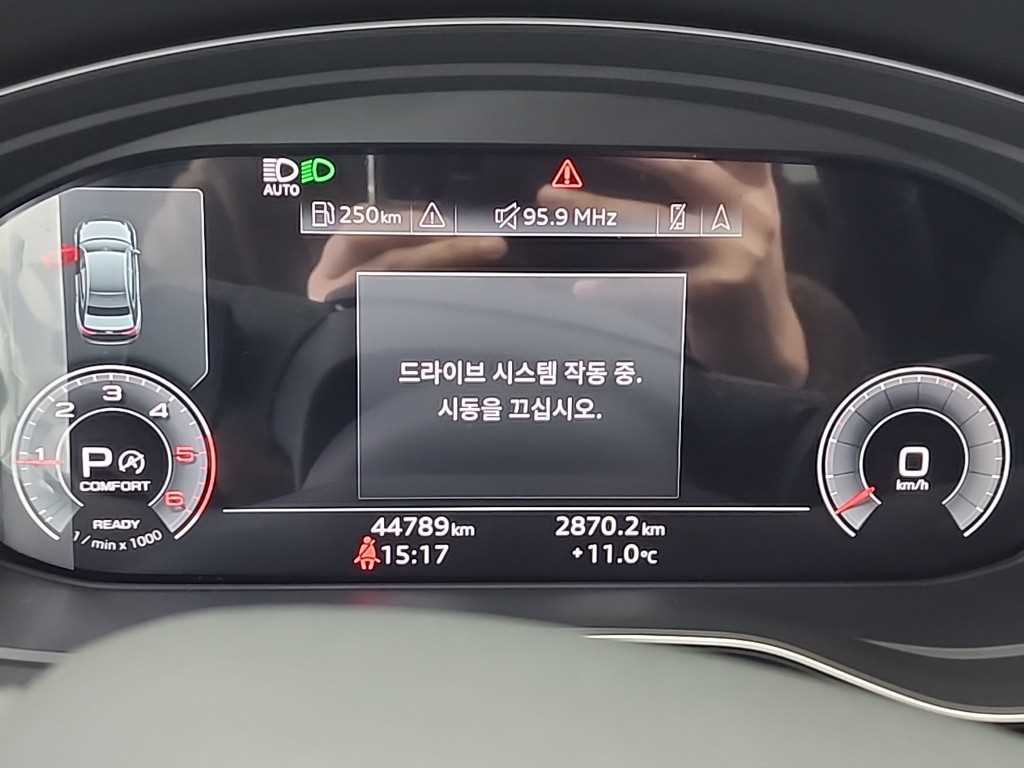 AUTO
250km
95.9 MHz
드라이브 시스템 작동 중.
시동을 끄십시오.
1 2 3 4 5 6
P
COMFORT
READY
1 / min x 1000
0
km/h
44789km
2870.2km
15:17
+11.0°C